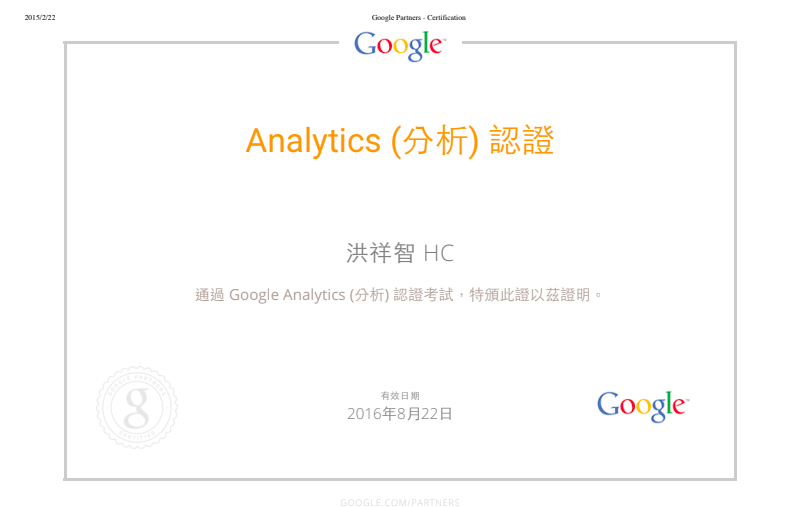 2015/2/22
Google Partners - Certification
Google™
Analytics (分析) 認證
洪祥智 HC
通過 Google Analytics (分析) 認證考試，特頒此證以茲證明。
GOOGLE PARTNERS
g
CERTIFIED
有效日期
2016年8月22日
Google™
GOOGLE.COM/PARTNERS